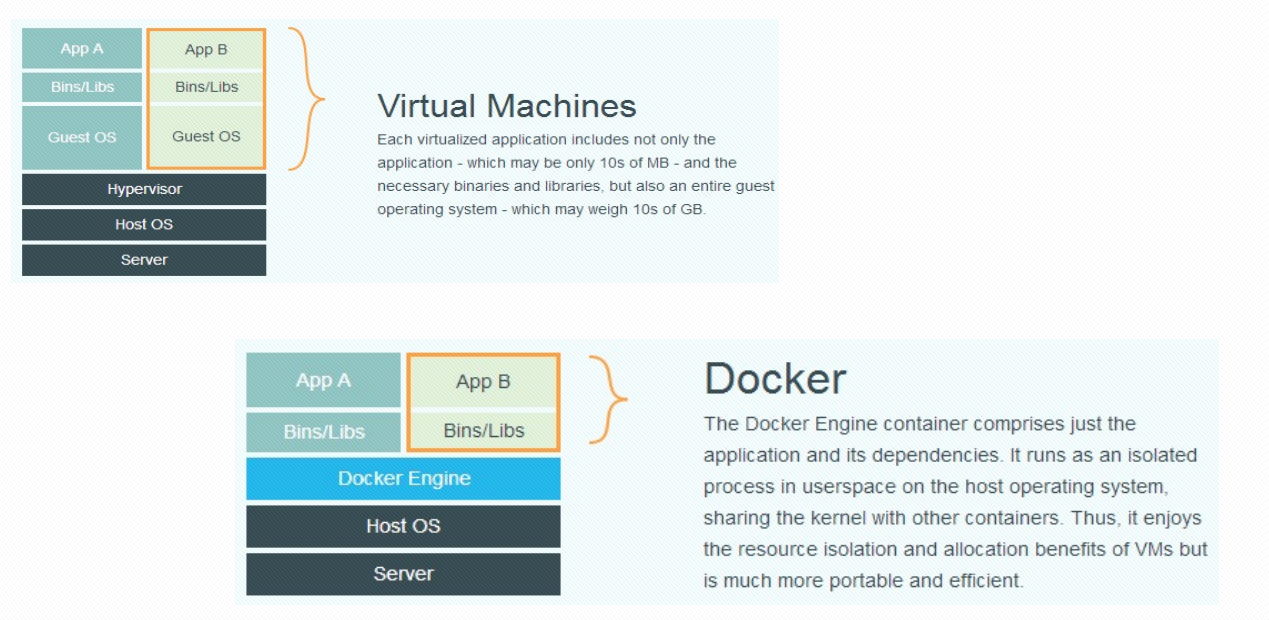 App A
App B
Bins/Libs
Bins/Libs
Guest OS
Guest OS
Hypervisor
Host OS
Server
Virtual Machines
Each virtualized application includes not only the
application - which may be only 10s of MB - and the
necessary binaries and libraries, but also an entire guest
operating system - which may weigh 10s of GB.
App A
App B
Bins/Libs
Bins/Libs
Docker Engine
Host OS
Server
Docker
The Docker Engine container comprises just the
application and its dependencies. It runs as an isolated
process in userspace on the host operating system,
sharing the kernel with other containers. Thus, it enjoys
the resource isolation and allocation benefits of VMs but
is much more portable and efficient.